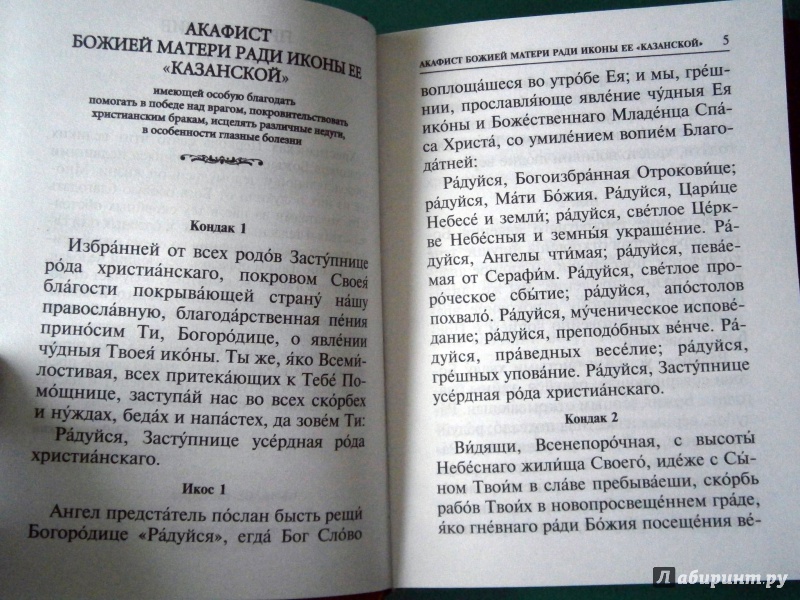 АКАФИСТ
БОЖИЕЙ МАТЕРИ РАДИ ИКОНЫ ЕЕ
«КАЗАНСКОЙ»
имеющей особую благодать
помогать в победе над врагом, покровительствовать
христианским бракам, исцелять различные недуги,
в особенности глазные болезни
Кондак 1
Избра́нней от всех родо́в Засту́пнице
ро́да христиа́нскаго, покровом Своея́
бла́гости покрыва́ющей страну́ на́шу
правосла́вную, благода́рственная пе́ния
прино́сим Ти, Богоро́дице, о явле́нии
чу́дныя Твоея́ ико́ны. Ты же, я́ко Всеми́-
лостивая, всех притека́ющих к Тебе́ По-
мо́щнице, заступа́й нас во всех ско́рбех
и ну́ждах, беда́х и напа́стех, да зове́м Ти:
Ра́дуйся, Засту́пнице усе́рдная ро́да
христиа́нскаго.
Икос 1
А́нгел предста́тель по́слан бысть рещи́
Богоро́дице «Ра́дуйся», егда́ Бог Сло́во
АКАФИСТ БОЖИЕЙ МАТЕРИ РАДИ ИКОНЫ ЕЕ «КАЗАНСКОЙ» 5
воплоща́шеся во утро́бе Ея́; и мы, гре́ш-
нии, прославля́юще явле́ние чу́дныя Ея
ико́ны и Боже́ственнаго Младе́нца Спа́-
са Христа́, со умиле́нием вопие́м Благо-
да́тней:
Ра́дуйся, Богоизбра́нная Отрокови́це;
ра́дуйся, Ма́ти Бо́жия. Ра́дуйся, Цари́це
Небесе́ и земли́; ра́дуйся, све́тлое Це́рк-
ве Небе́сныя и земны́я украше́ние. Ра́-
дуйся, А́нгелы чти́мая; ра́дуйся, пева́е-
мая от Серафи́м. Ра́дуйся, све́тлое про-
ро́ческое сбы́тие; ра́дуйся, апо́столов
похвало́. Ра́дуйся, му́ченическое испове́-
дание; ра́дуйся, преподо́бных ве́нче. Ра́-
дуйся, пра́ведных весе́лие; ра́дуйся,
гре́шных упова́ние. Ра́дуйся, Засту́пнице
усе́рдная ро́да христиа́нскаго.
Кондак 2
Ви́дящи, Всенепоро́чная, с высоты́
Небе́снаго жили́ща Своего́, иде́же с Сы́-
ном Твои́м в сла́ве пребыва́еши, скорбь
рабо́в Твои́х в новопросвеще́ннем гра́де,
я́ко гне́внаго ра́ди Бо́жия посеще́ния ве́-
Лабиринт.ру